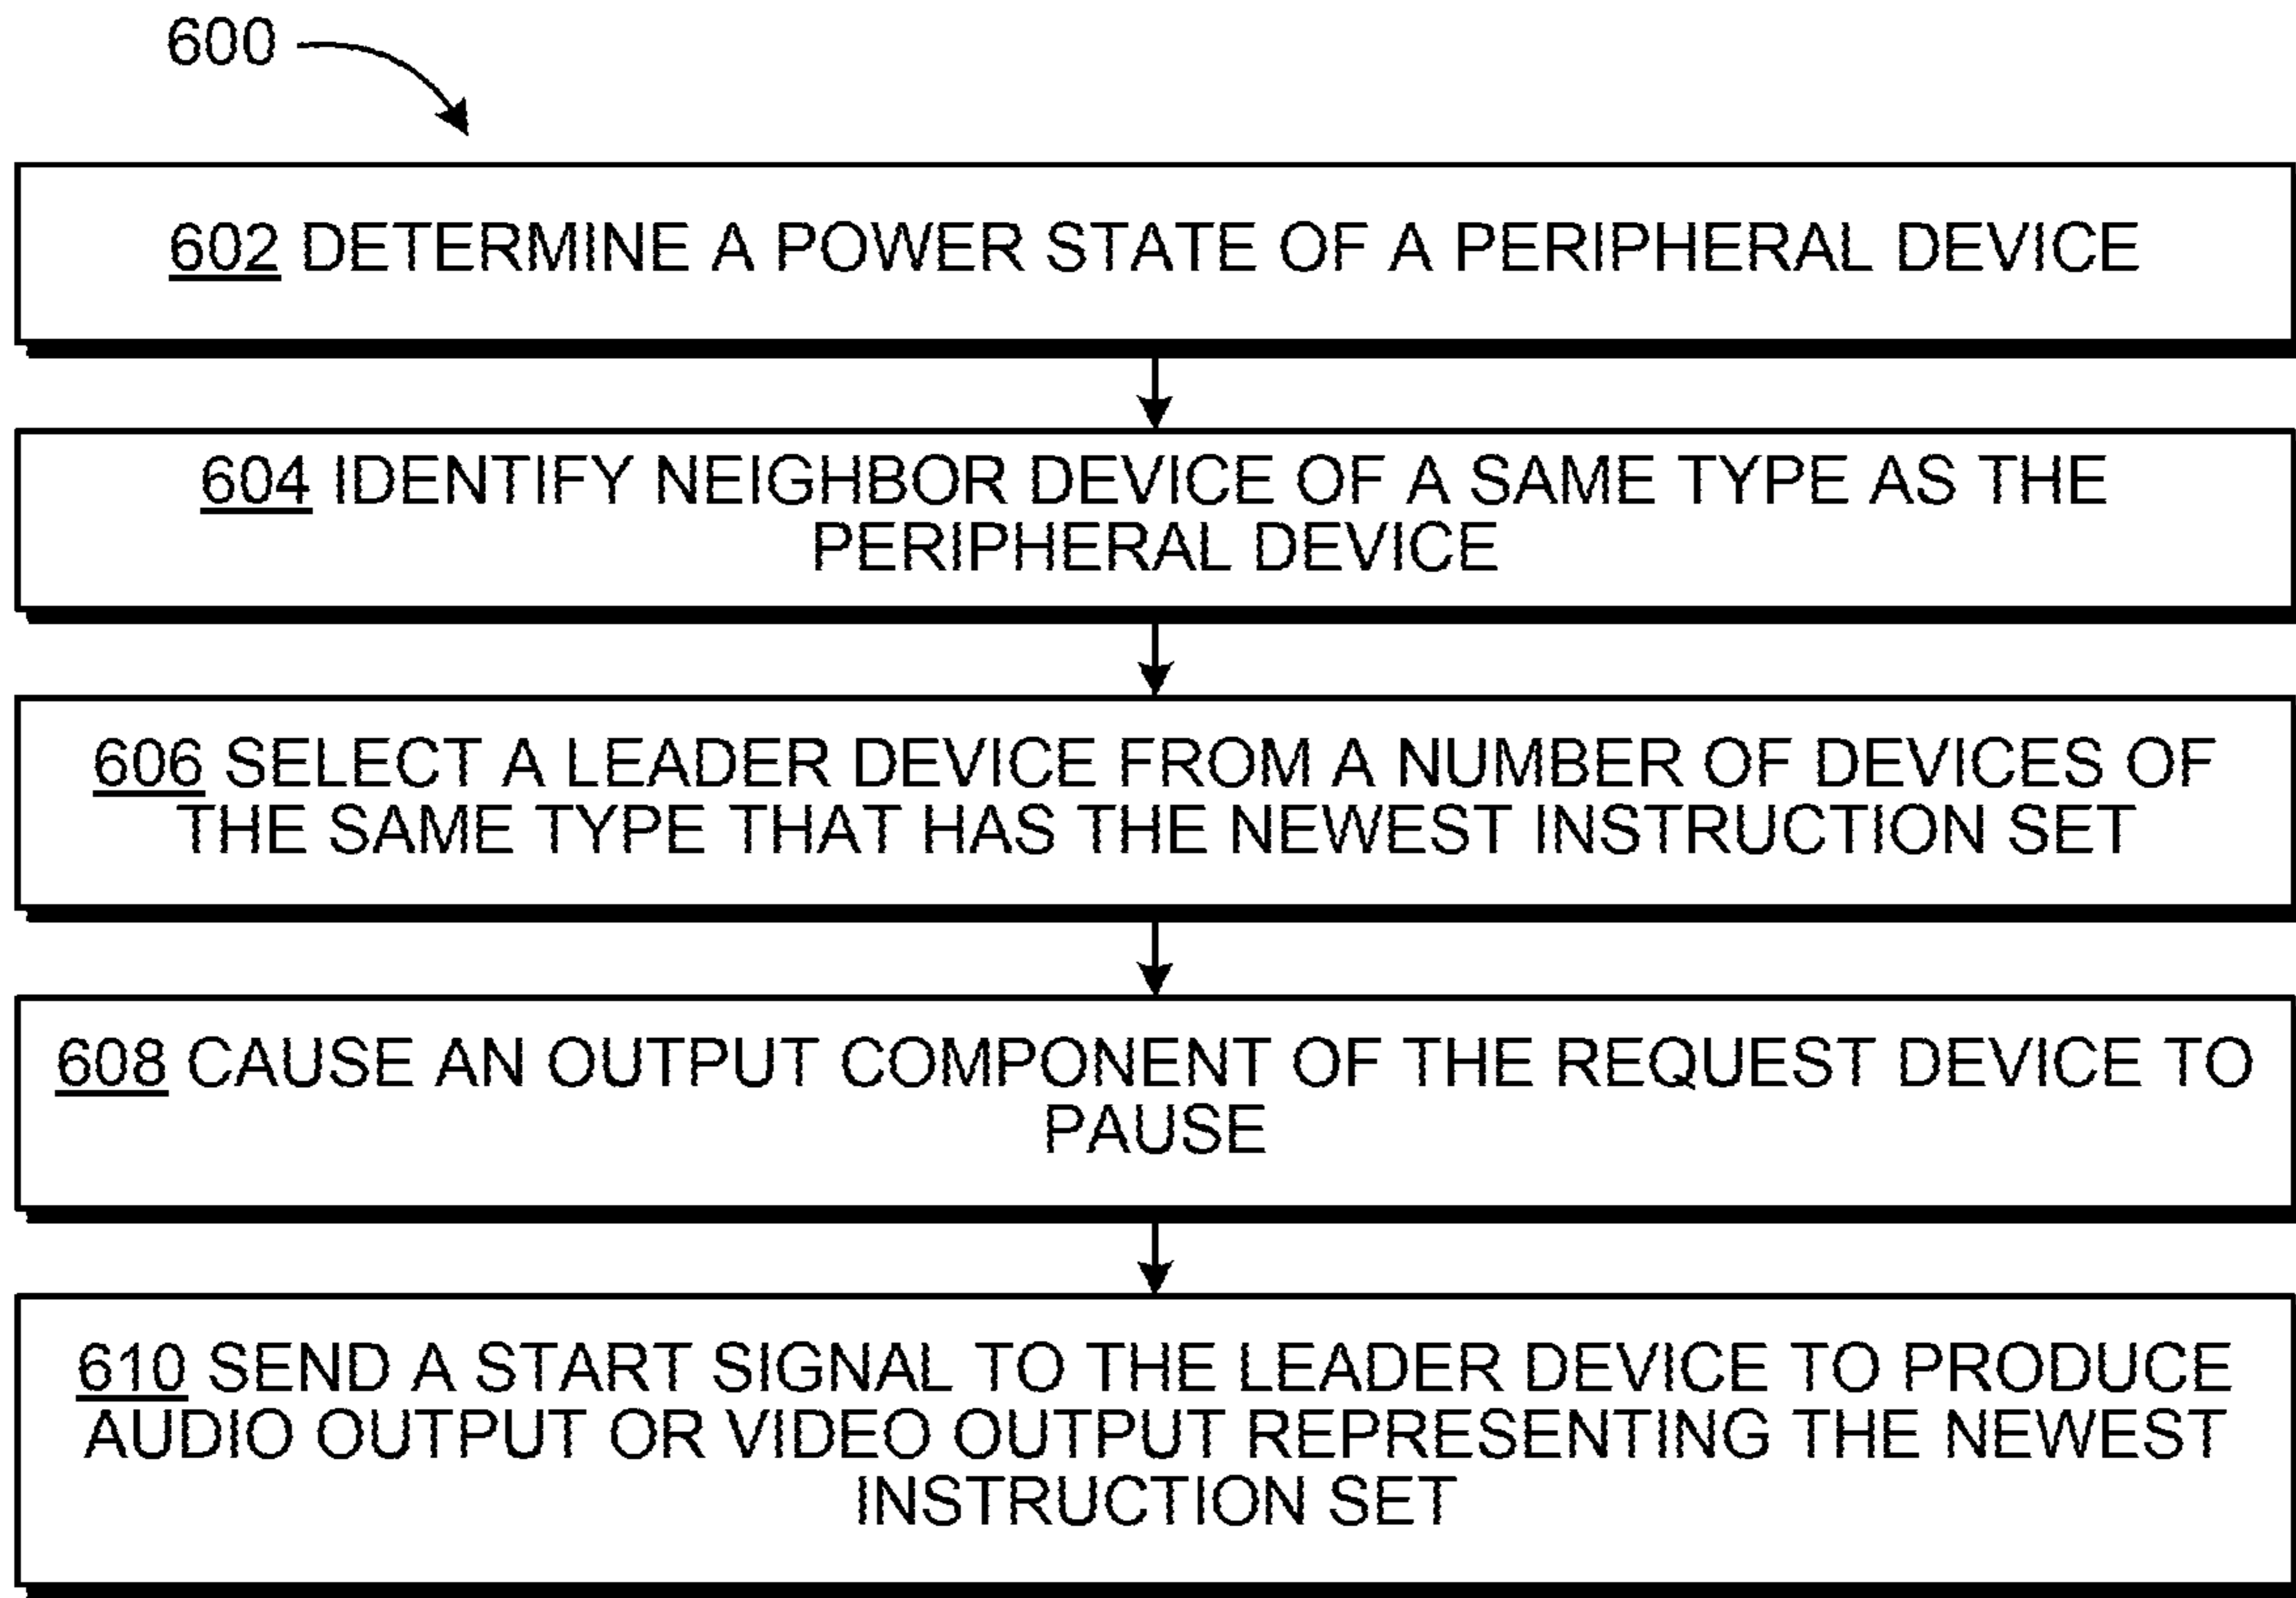 600
602 DETERMINE A POWER STATE OF A PERIPHERAL DEVICE
604 IDENTIFY NEIGHBOR DEVICE OF A SAME TYPE AS THE
PERIPHERAL DEVICE
606 SELECT A LEADER DEVICE FROM A NUMBER OF DEVICES OF
THE SAME TYPE THAT HAS THE NEWEST INSTRUCTION SET
608 CAUSE AN OUTPUT COMPONENT OF THE REQUEST DEVICE TO
PAUSE
610 SEND A START SIGNAL TO THE LEADER DEVICE TO PRODUCE
AUDIO OUTPUT OR VIDEO OUTPUT REPRESENTING THE NEWEST
INSTRUCTION SET